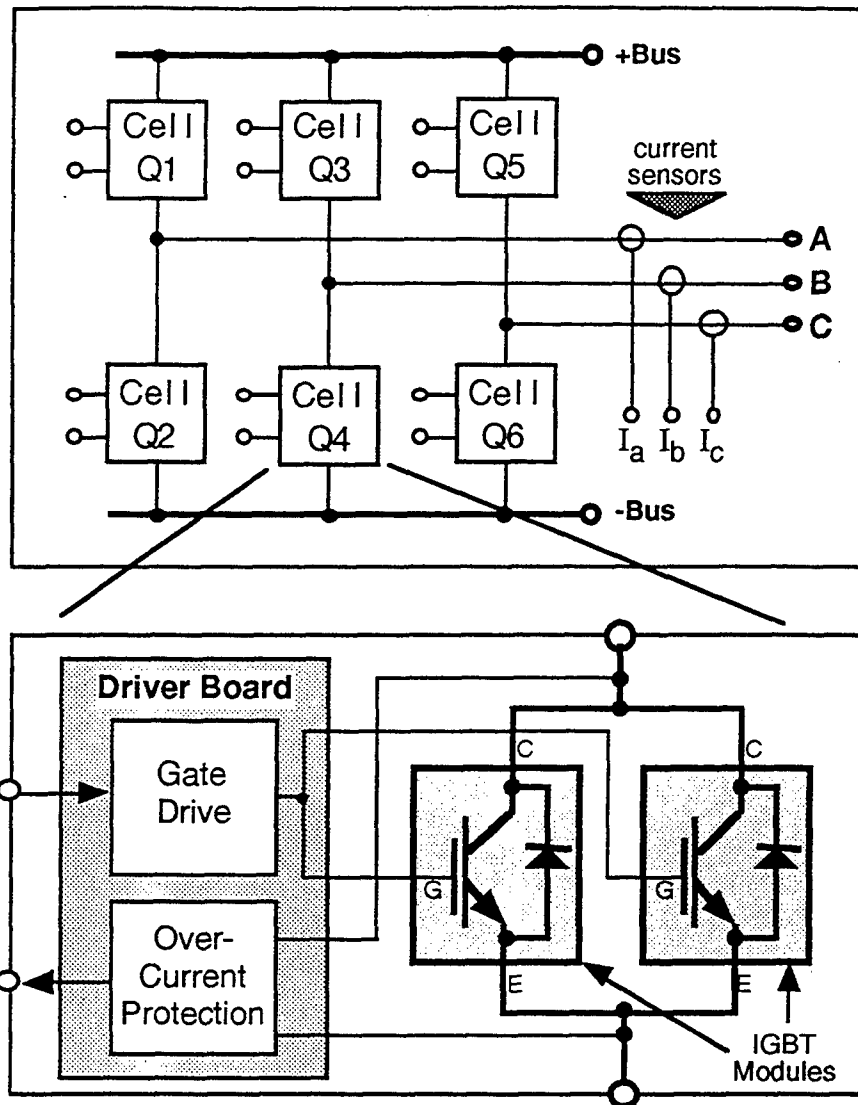 +Bus
Cell
Q1
Cell
Q3
Cell
Q5
current
sensors
A
B
C
Cell
Q2
Cell
Q4
Cell
Q6
Ia Ib Ic
-Bus
Driver Board
Gate
Drive
C
C
G
G
Over-
Current
Protection
E
E
IGBT
Modules